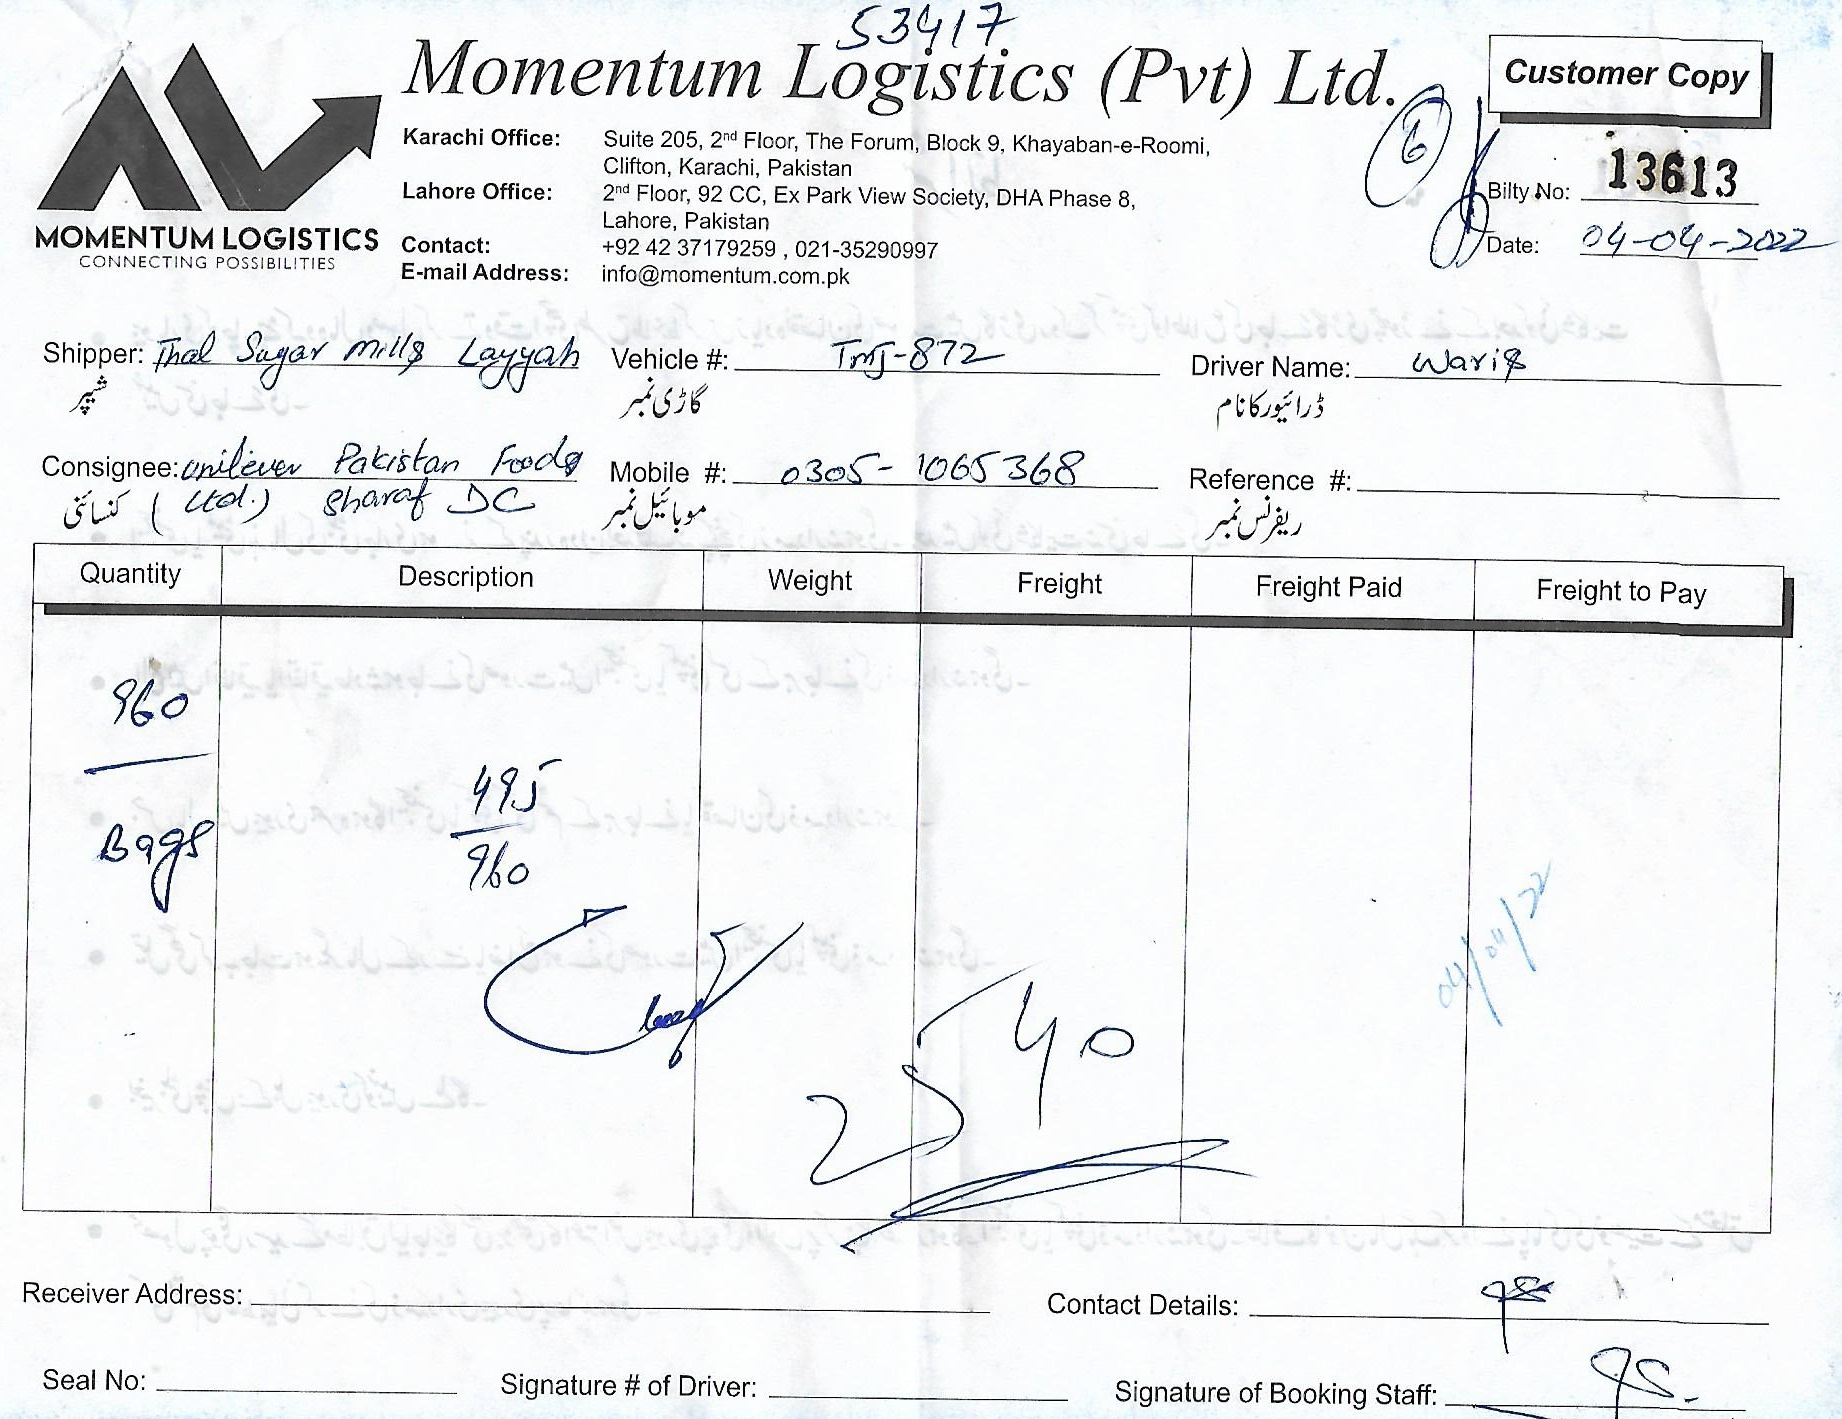 53417
Momentum Logistics (Pvt) Ltd.
Customer Copy
MOMENTUM LOGISTICS
CONNECTING POSSIBILITIES
Karachi Office: Suite 205, 2nd Floor, The Forum, Block 9, Khayaban-e-Roomi,
Clifton, Karachi, Pakistan
Lahore Office: 2nd Floor, 92 CC, Ex Park View Society, DHA Phase 8,
Lahore, Pakistan
Contact: +92 42 37179259 , 021-35290997
E-mail Address: info@momentum.com.pk
6
Bilty No: 13613
Date: 04-04-2022
Shipper: Thal Sugar Mills Layyah Vehicle #: TMJ-872 Driver Name: Waris
شیپر گاڑی نمبر ڈرائیور کا نام
Consignee: Unilever Pakistan Foods Mobile #: 0305-1065368 Reference #:
کنسائنی (Ltd.) Sharaf DC موبائیل نمبر ریفرنس نمبر
Quantity Description Weight Freight Freight Paid Freight to Pay
960
Bags
495
960
04/04/22
2540
Receiver Address: Contact Details:
Seal No: Signature # of Driver: Signature of Booking Staff: